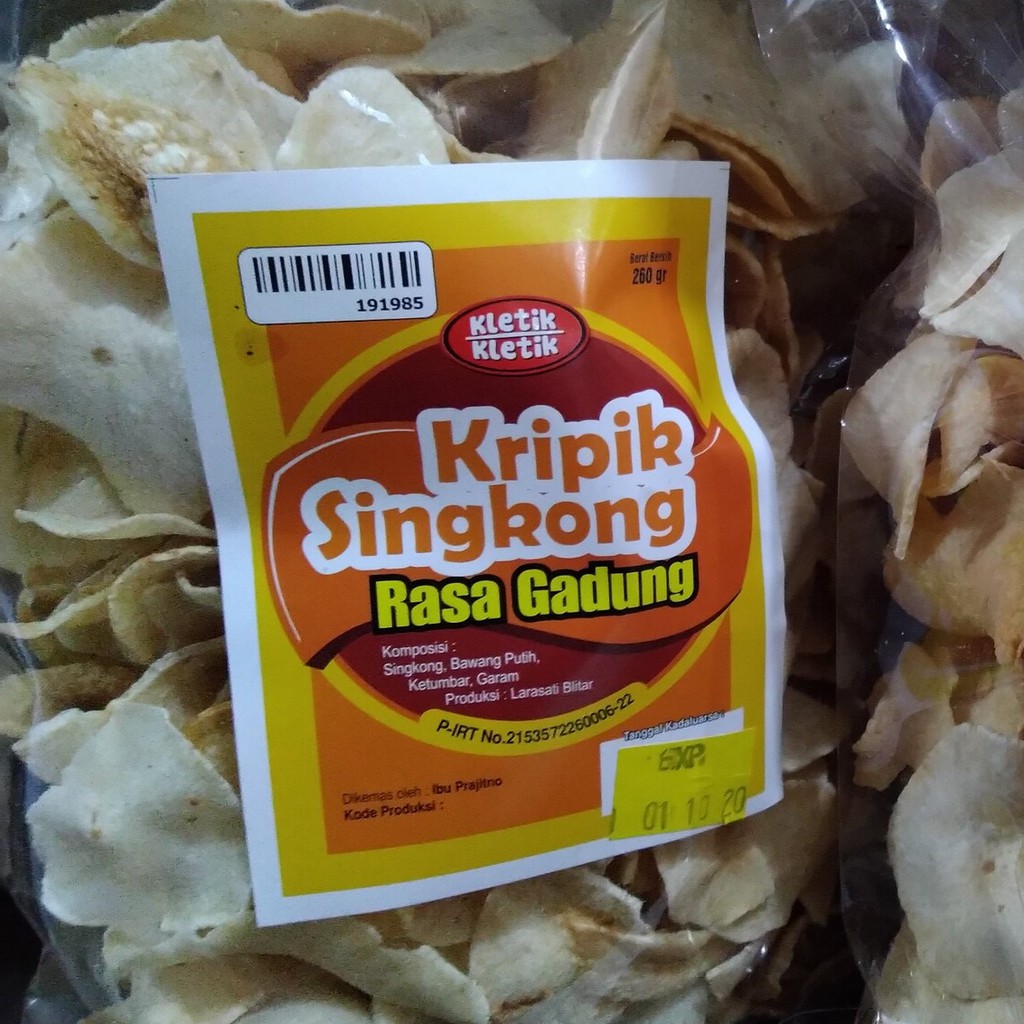 191985
Berat Bersih
260 gr
Kletik
Kletik
Kripik
Singkong
Rasa Gadung
Komposisi :
Singkong, Bawang Putih,
Ketumbar, Garam
Produksi : Larasati Blitar
P-IRT No.2153572260006-22
Tanggal Kadaluarsa :
EXP.
01 10 20
Dikemas oleh : Ibu Prajitno
Kode Produksi :